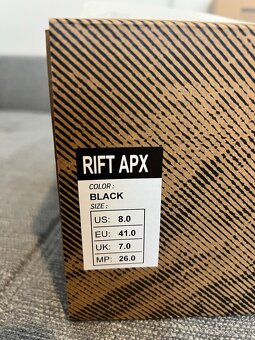 RIFT APX
COLOR :
BLACK
SIZE :
US: 8.0
EU: 41.0
UK: 7.0
MP: 26.0